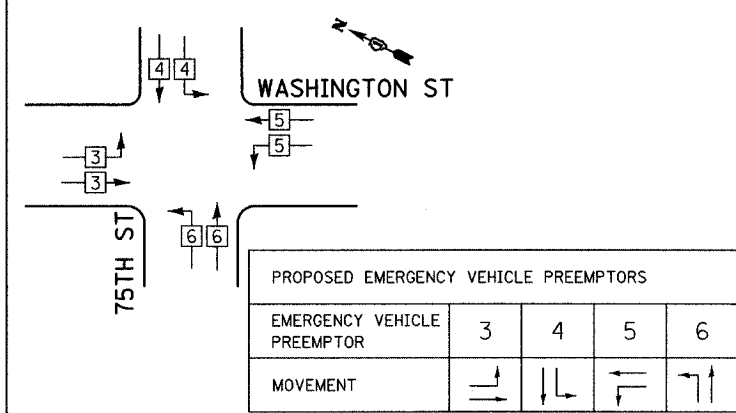 N
4 4
WASHINGTON ST
5
5
3
3
6 6
75TH ST
PROPOSED EMERGENCY VEHICLE PREEMPTORS
EMERGENCY VEHICLE PREEMPTOR 3 4 5 6
MOVEMENT